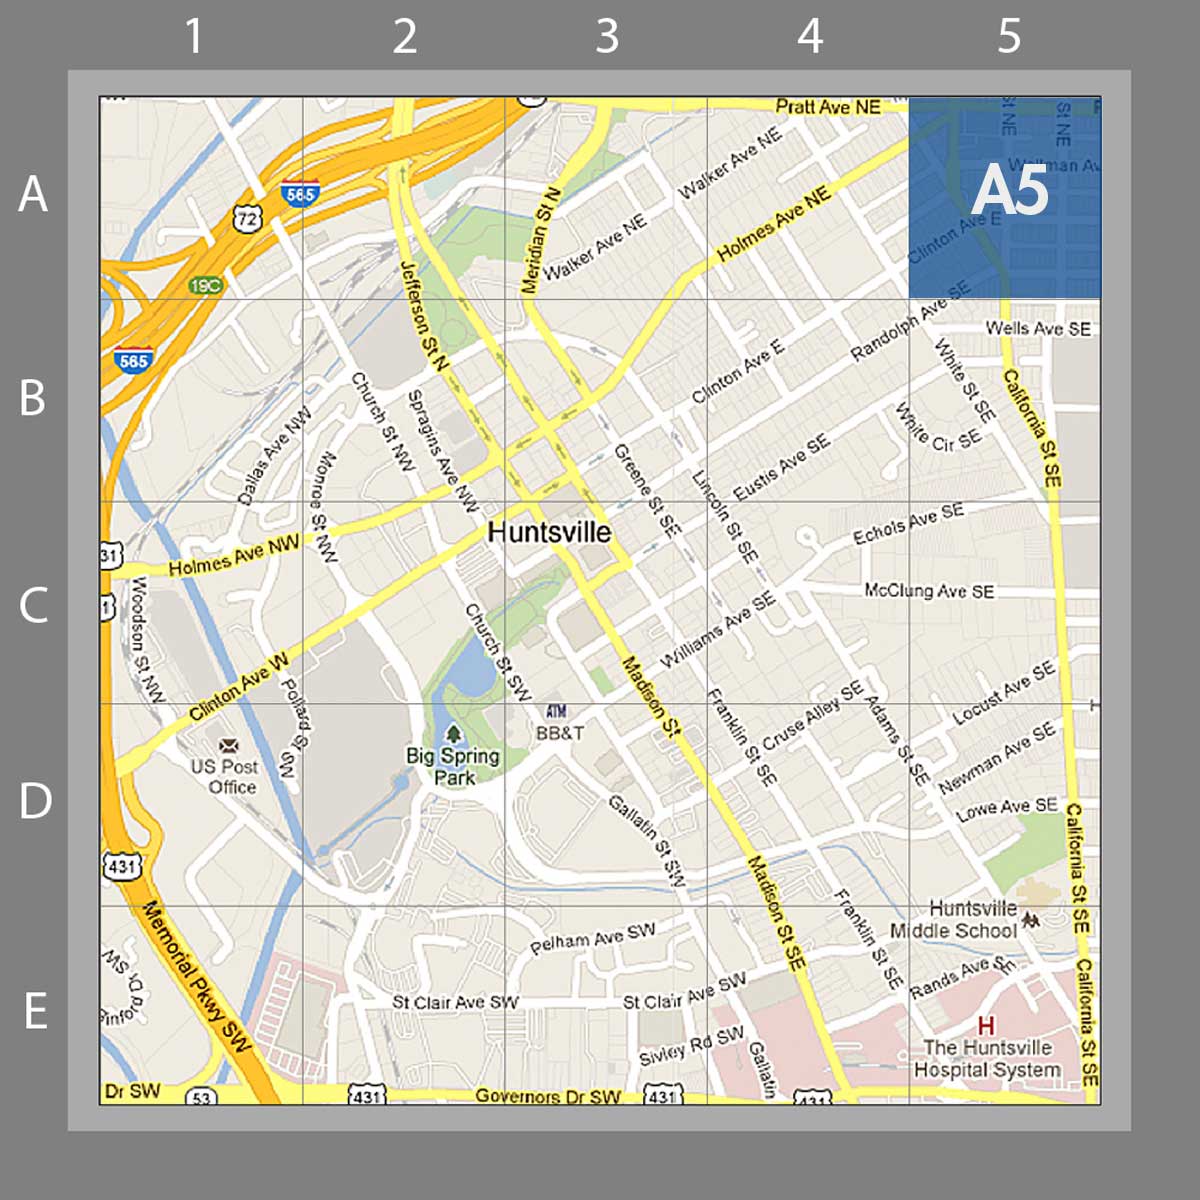 1 2 3 4 5
A
B
C
D
E
A5
Pratt Ave NE
St NE
St NE
Wellman Av
Walker Ave NE
565
72
19C
Meridian St N
Walker Ave NE
Holmes Ave NE
Clinton Ave E
Jefferson St N
Randolph Ave SE
Wells Ave SE
565
Church St NW
Spragins Ave NW
Clinton Ave E
White St SE
California St SE
Dallas Ave NW
Monroe St NW
White Cir SE
Greene St SE
Lincoln St SE
Eustis Ave SE
Huntsville
Echols Ave SE
31
Holmes Ave NW
McClung Ave SE
1
Woodson St NW
Church St SW
Williams Ave SE
Clinton Ave W
Pollard St SW
Madison St
Franklin St SE
Cruse Alley SE
Adams St SE
Locust Ave SE
ATM
BB&T
US Post
Office
Big Spring
Park
Newman Ave SE
Lowe Ave SE
Gallatin St SW
California St SE
431
Madison St SE
Franklin St SE
Huntsville
Middle School
Memorial Pkwy SW
Pelham Ave SW
St Clair Ave SW
St Clair Ave SW
Rands Ave S
California St SE
H
The Huntsville
Hospital System
Sivley Rd SW
Gallatin
Dr SW
53
431
Governors Dr SW
431
431